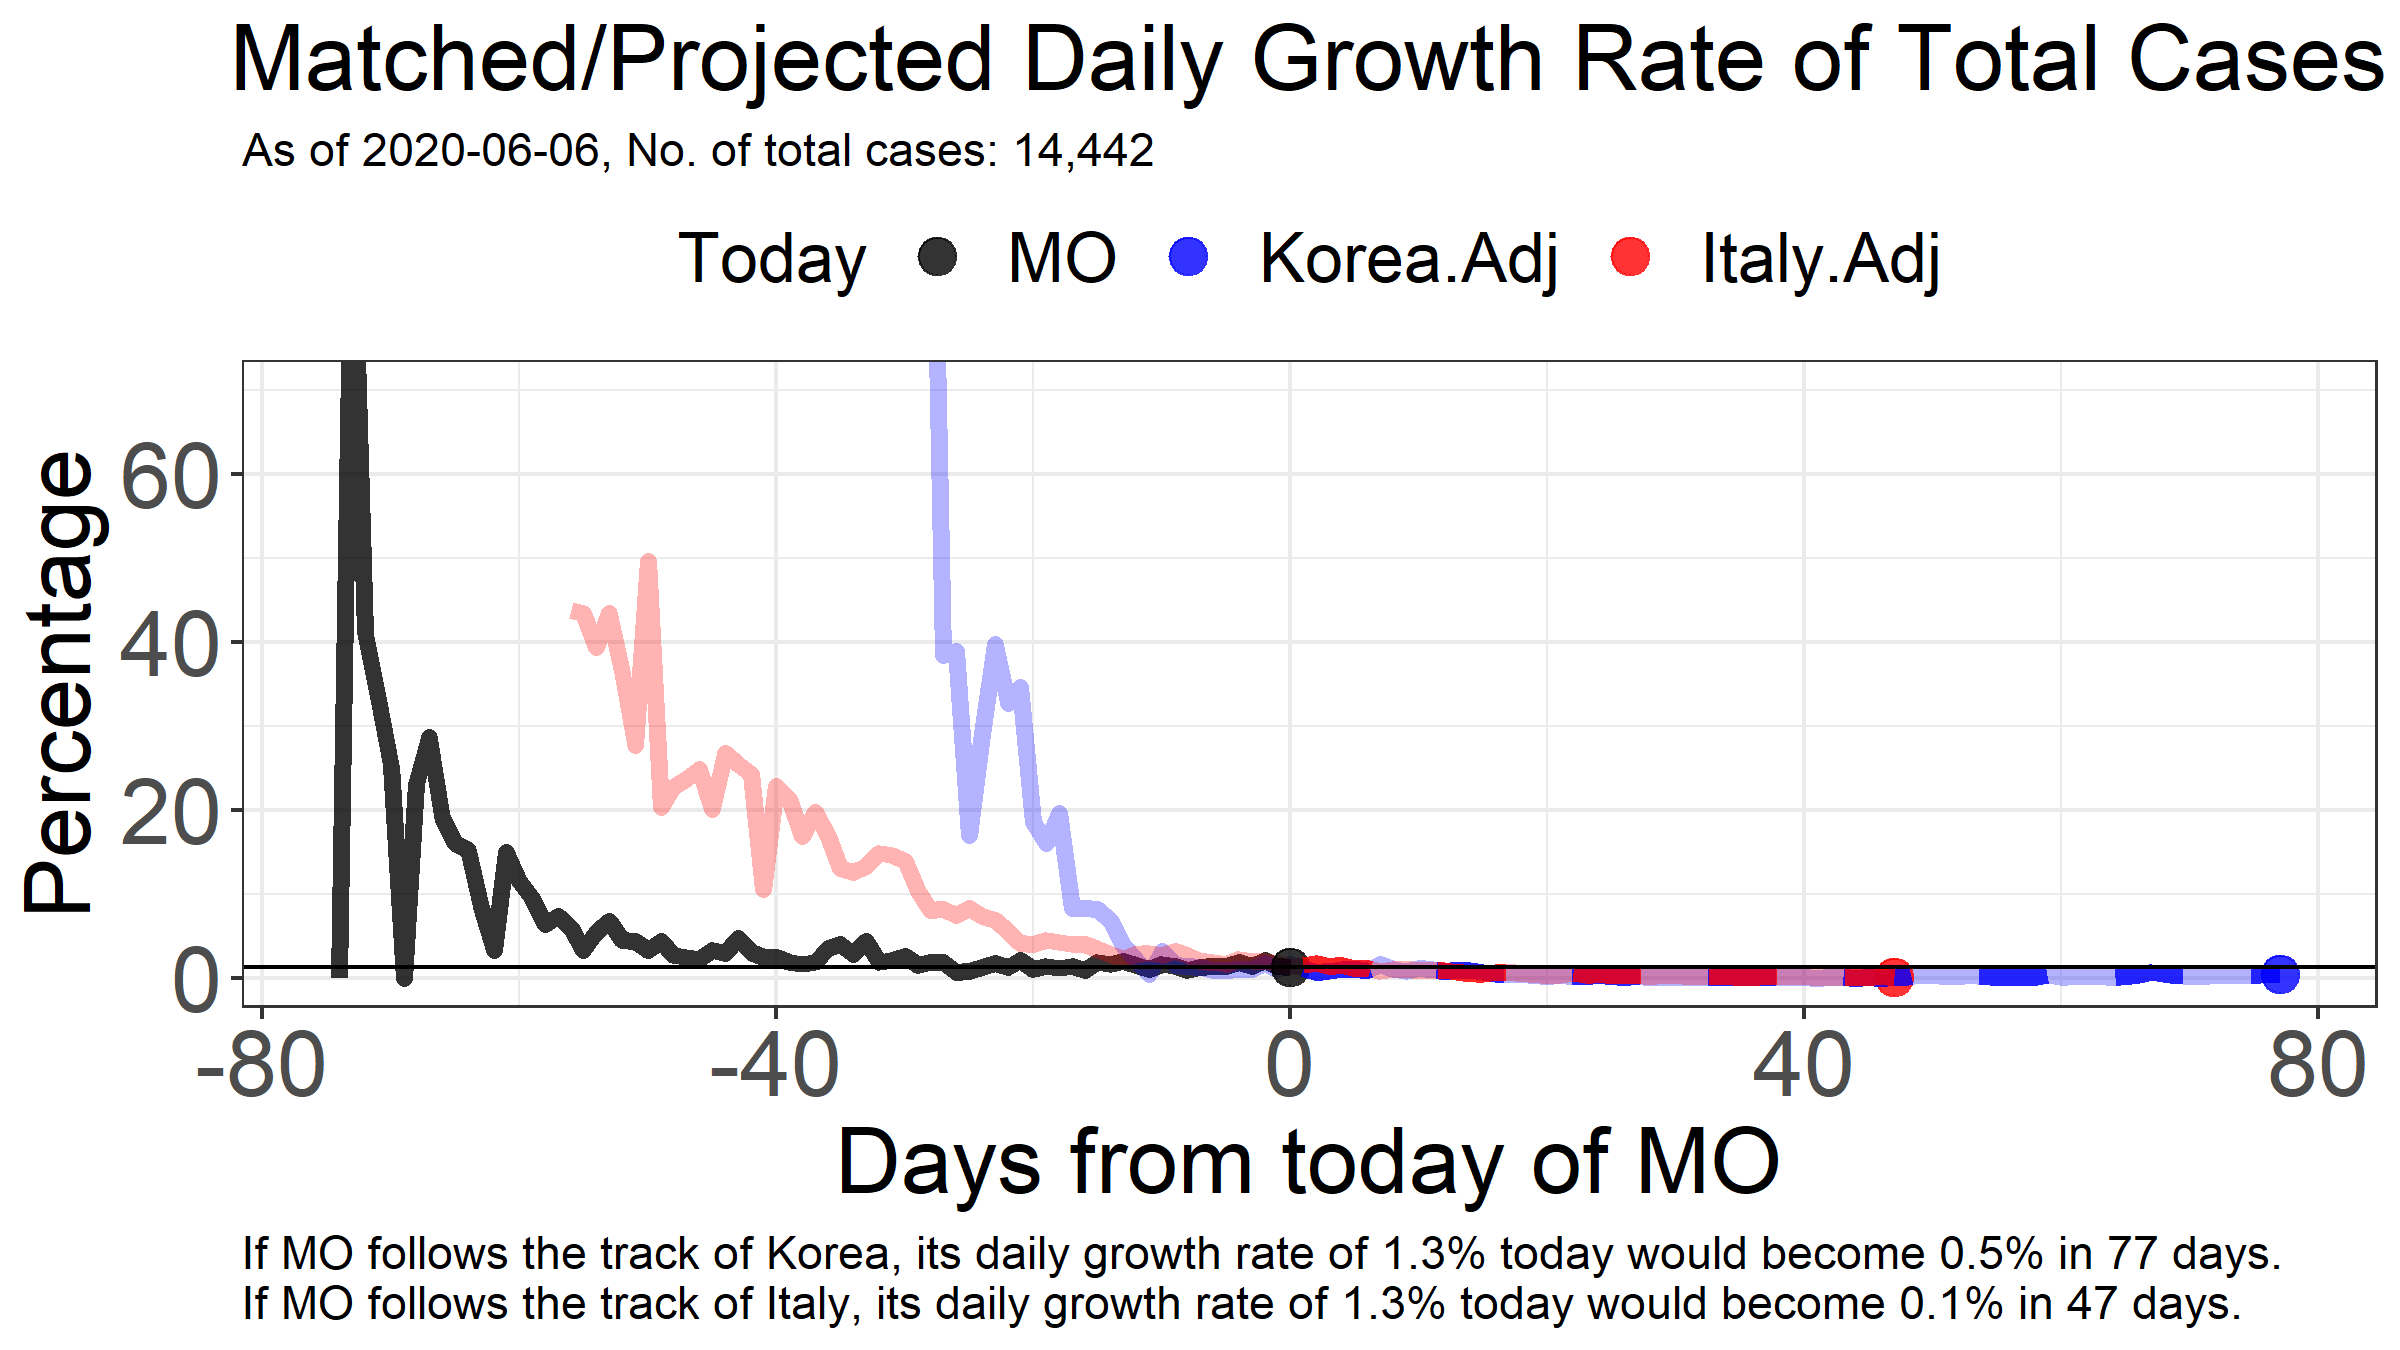 Matched/Projected Daily Growth Rate of Total Cases
As of 2020-06-06, No. of total cases: 14,442
Today MO Korea.Adj Italy.Adj
Percentage
60
40
20
0
-80 -40 0 40 80
Days from today of MO
If MO follows the track of Korea, its daily growth rate of 1.3% today would become 0.5% in 77 days.
If MO follows the track of Italy, its daily growth rate of 1.3% today would become 0.1% in 47 days.